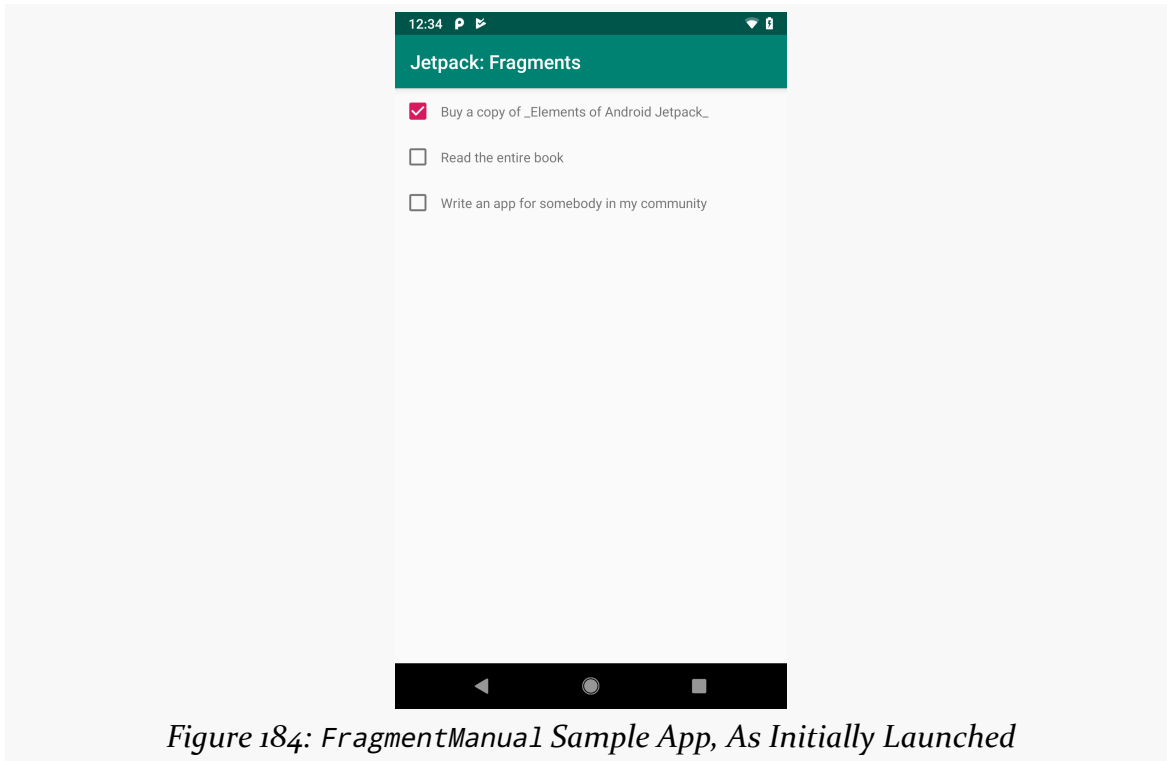 12:34
Jetpack: Fragments
Buy a copy of _Elements of Android Jetpack_
Read the entire book
Write an app for somebody in my community
Figure 184: FragmentManual Sample App, As Initially Launched